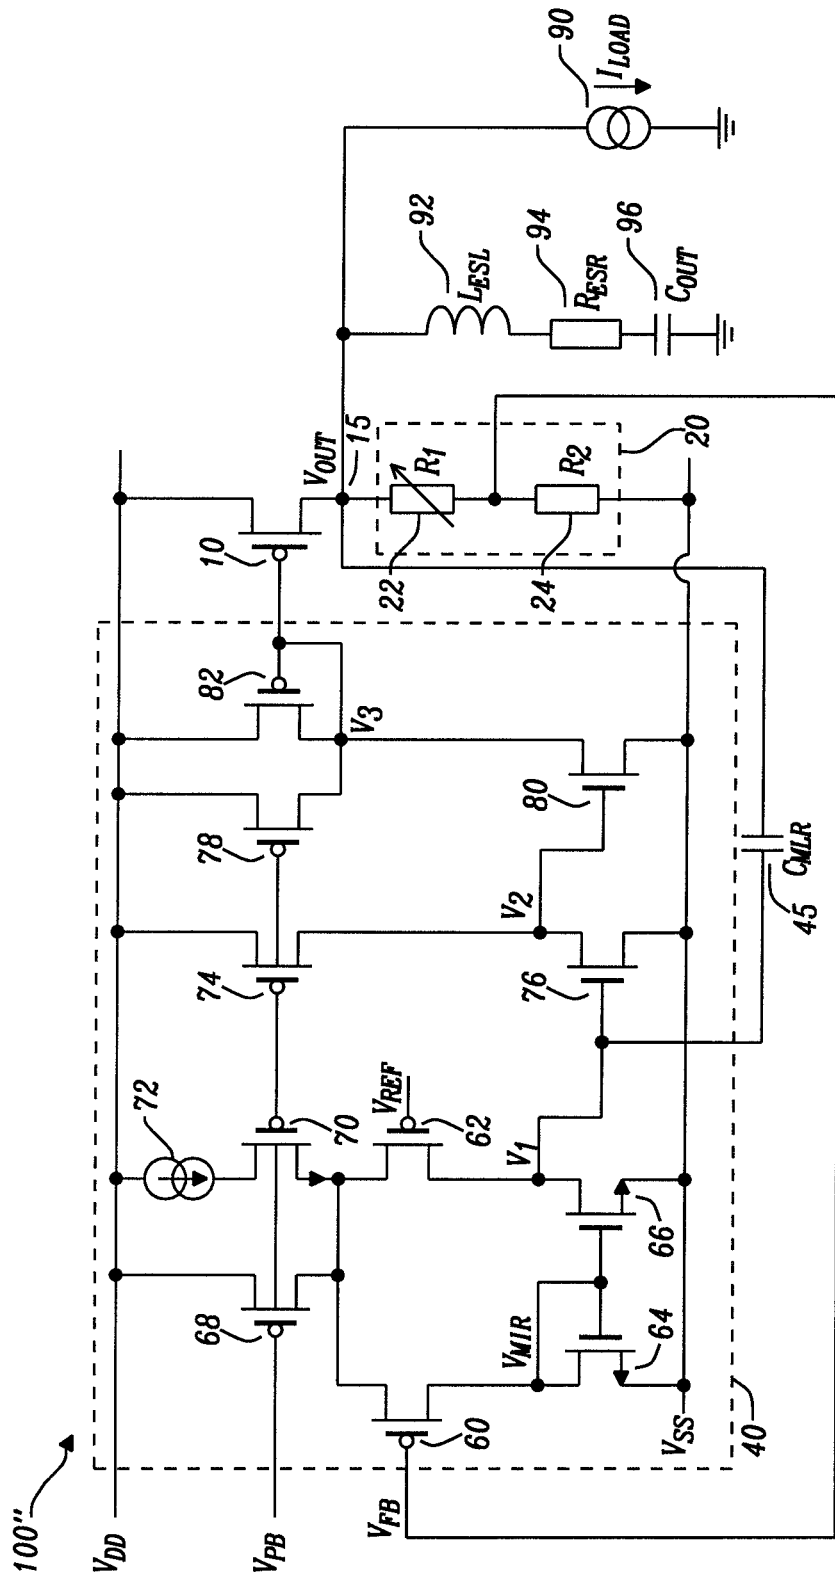 100"
V_DD
V_PB
V_FB
V_SS
40
68
60
V_MIR
64
72
70
V_REF
62
V_1
66
74
V_2
76
78
82
V_3
80
C_MLR
45
10
V_OUT
15
22
R_1
24
R_2
20
L_ESL
92
R_ESR
94
C_OUT
96
90
I_LOAD